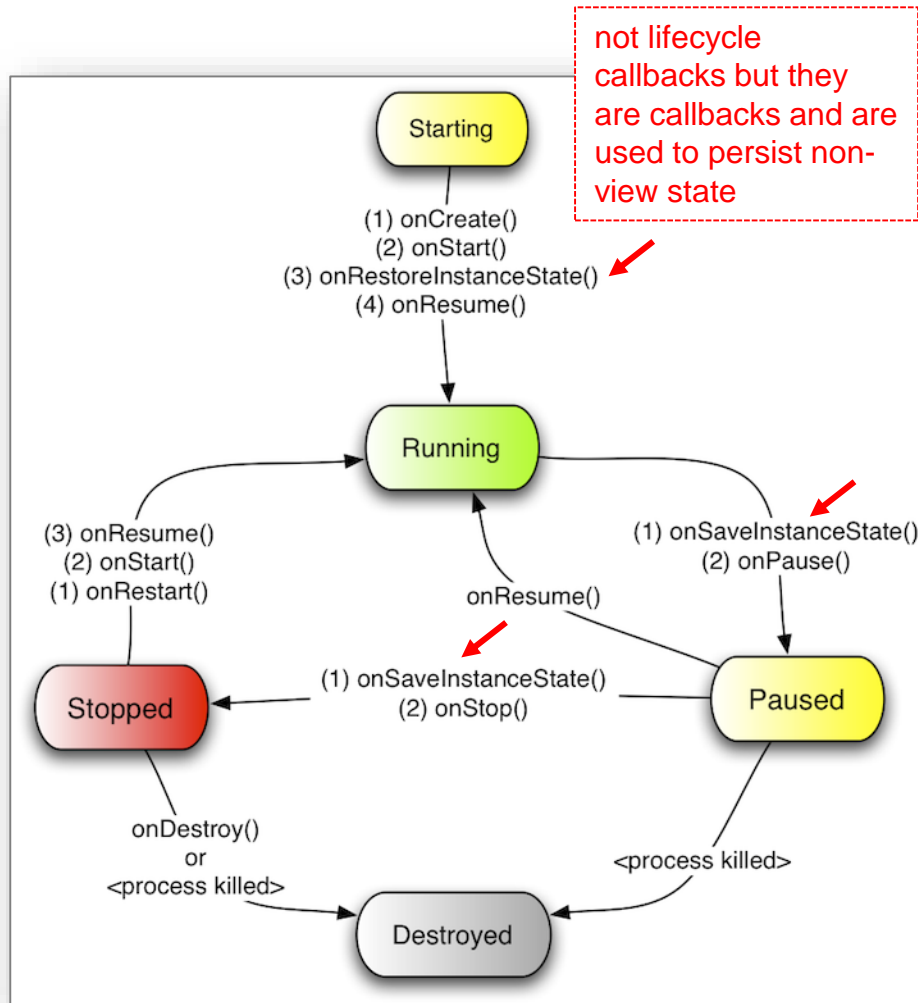 not lifecycle
callbacks but they
are callbacks and are
used to persist non-
view state
Starting
(1) onCreate()
(2) onStart()
(3) onRestoreInstanceState()
(4) onResume()
Running
(3) onResume()
(2) onStart()
(1) onRestart()
(1) onSaveInstanceState()
(2) onPause()
onResume()
(1) onSaveInstanceState()
(2) onStop()
Stopped
Paused
onDestroy()
or
<process killed>
<process killed>
Destroyed